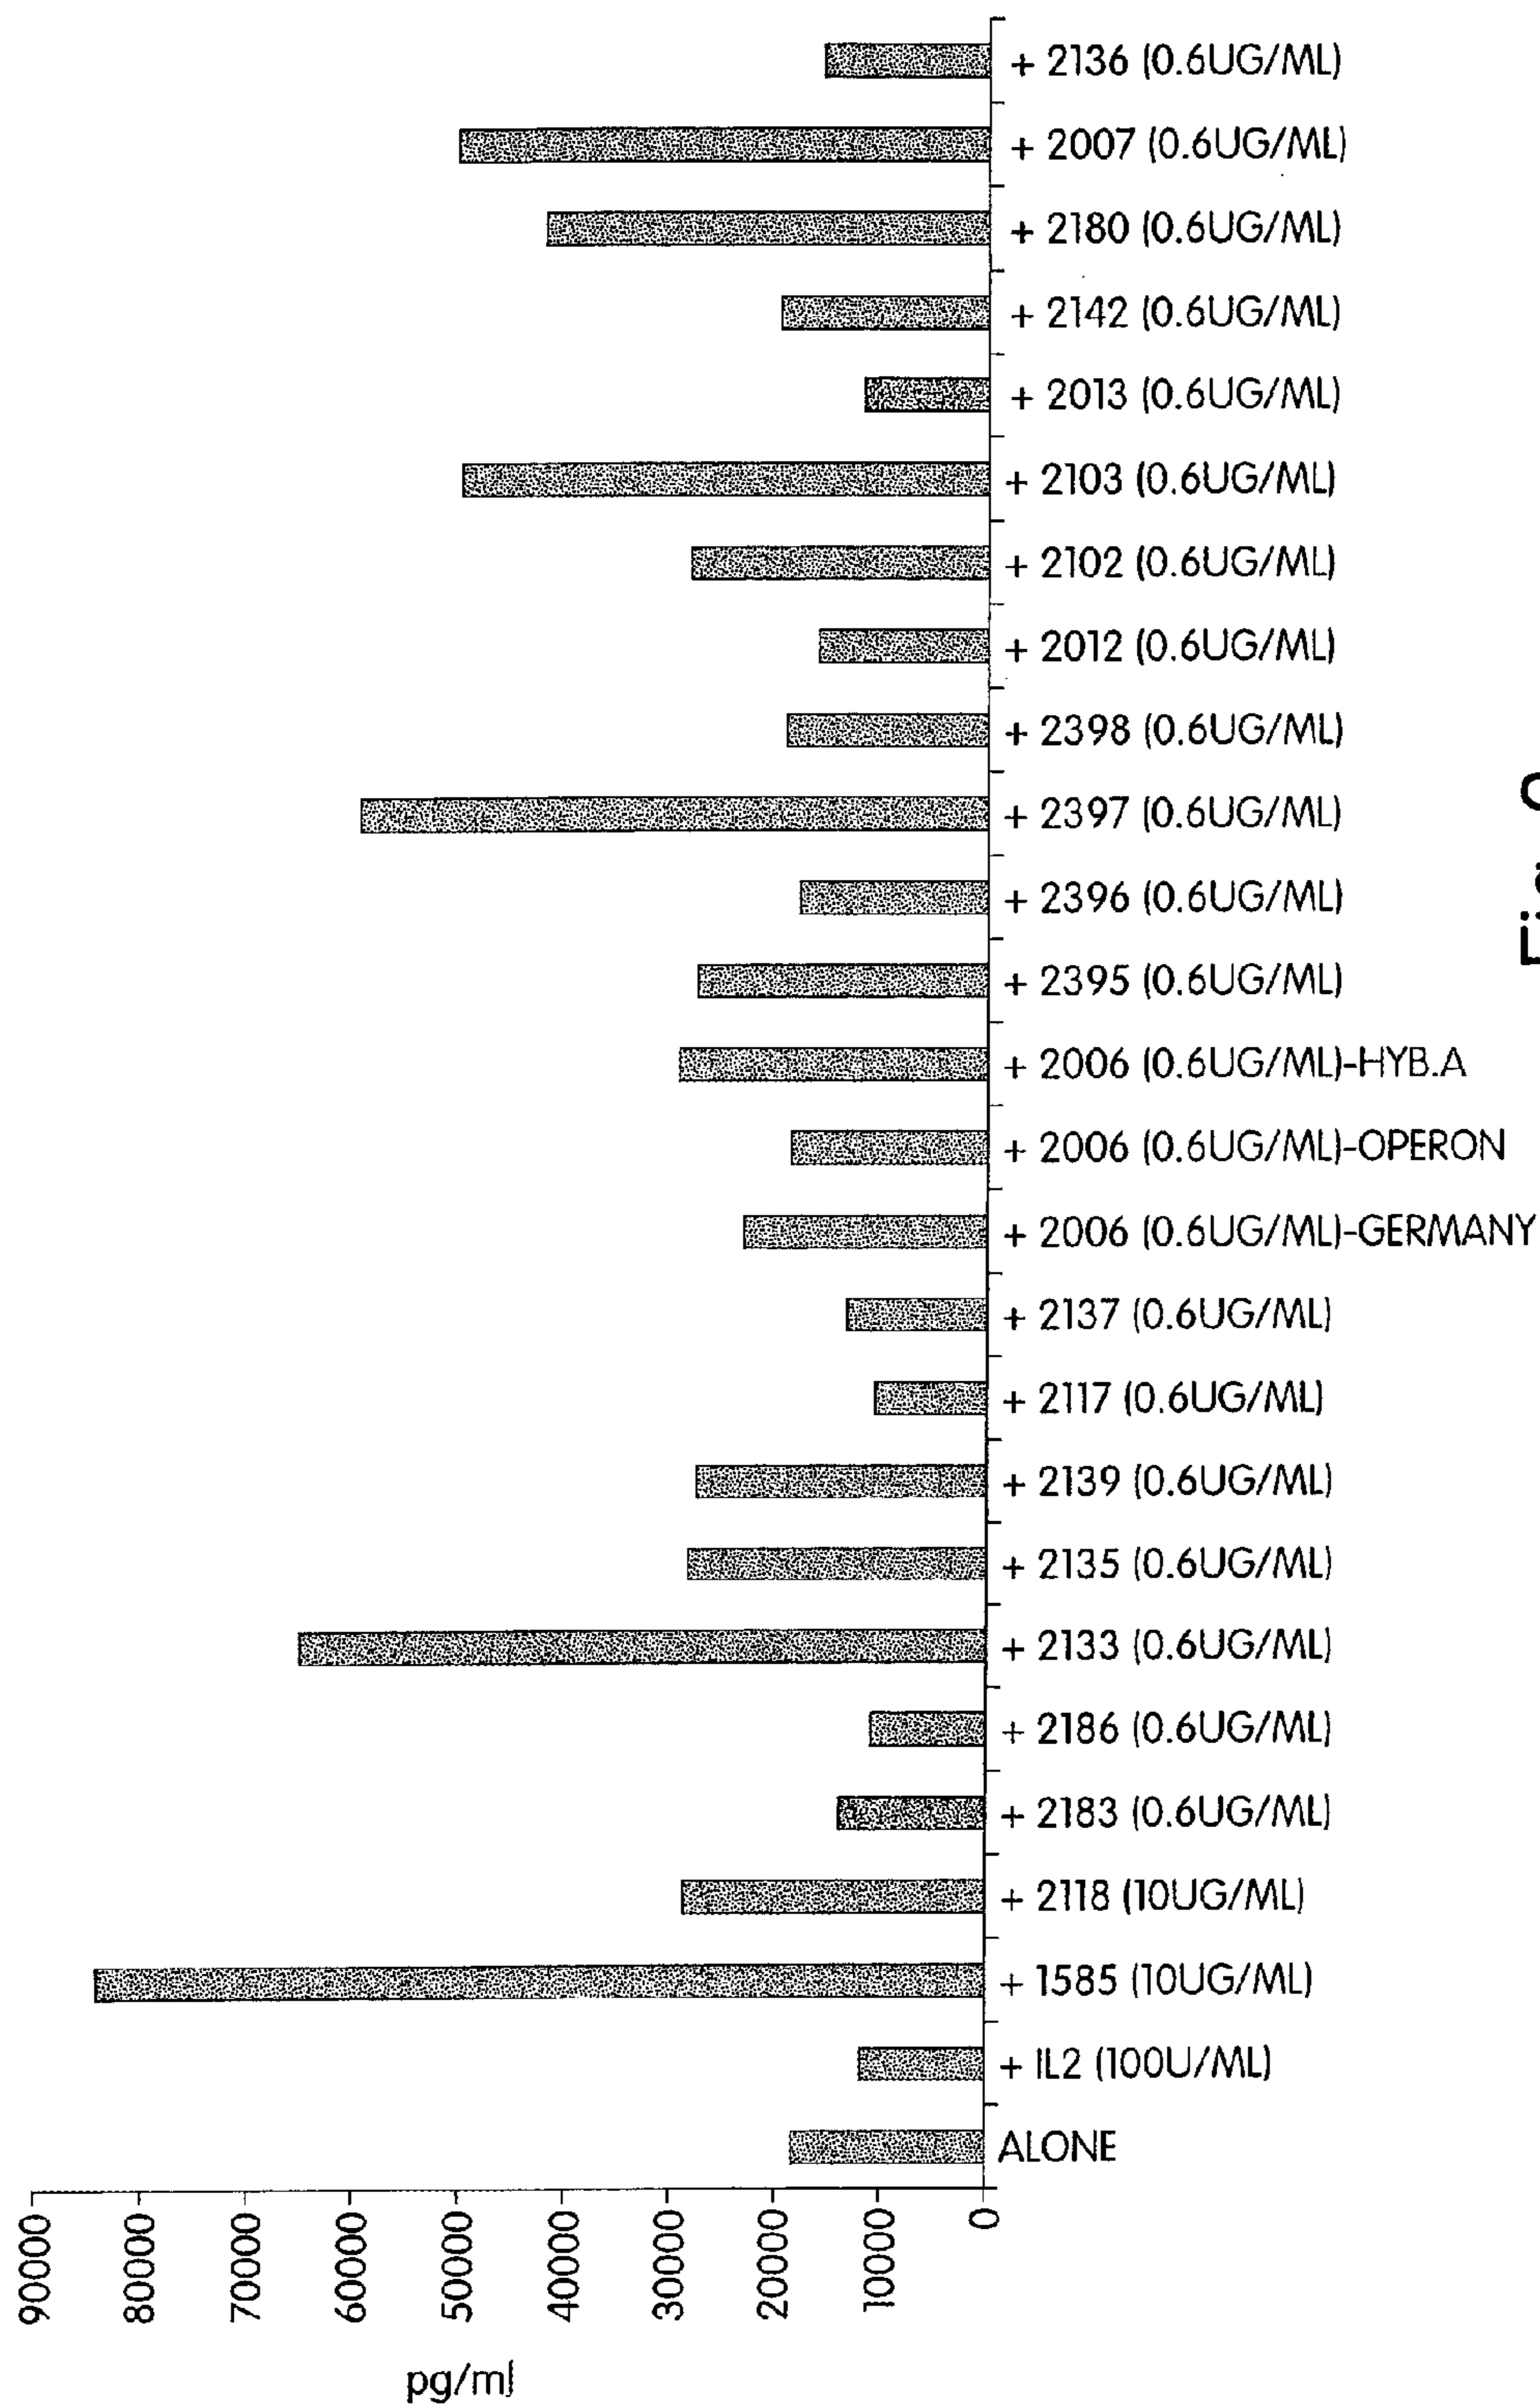 pg/ml
90000
80000
70000
60000
50000
40000
30000
20000
10000
0
ALONE
+ IL2 (100U/ML)
+ 1585 (10UG/ML)
+ 2118 (10UG/ML)
+ 2183 (0.6UG/ML)
+ 2186 (0.6UG/ML)
+ 2133 (0.6UG/ML)
+ 2135 (0.6UG/ML)
+ 2139 (0.6UG/ML)
+ 2117 (0.6UG/ML)
+ 2137 (0.6UG/ML)
+ 2006 (0.6UG/ML)-GERMANY
+ 2006 (0.6UG/ML)-OPERON
+ 2006 (0.6UG/ML)-HYB.A
+ 2395 (0.6UG/ML)
+ 2396 (0.6UG/ML)
+ 2397 (0.6UG/ML)
+ 2398 (0.6UG/ML)
+ 2012 (0.6UG/ML)
+ 2102 (0.6UG/ML)
+ 2103 (0.6UG/ML)
+ 2013 (0.6UG/ML)
+ 2142 (0.6UG/ML)
+ 2180 (0.6UG/ML)
+ 2007 (0.6UG/ML)
+ 2136 (0.6UG/ML)